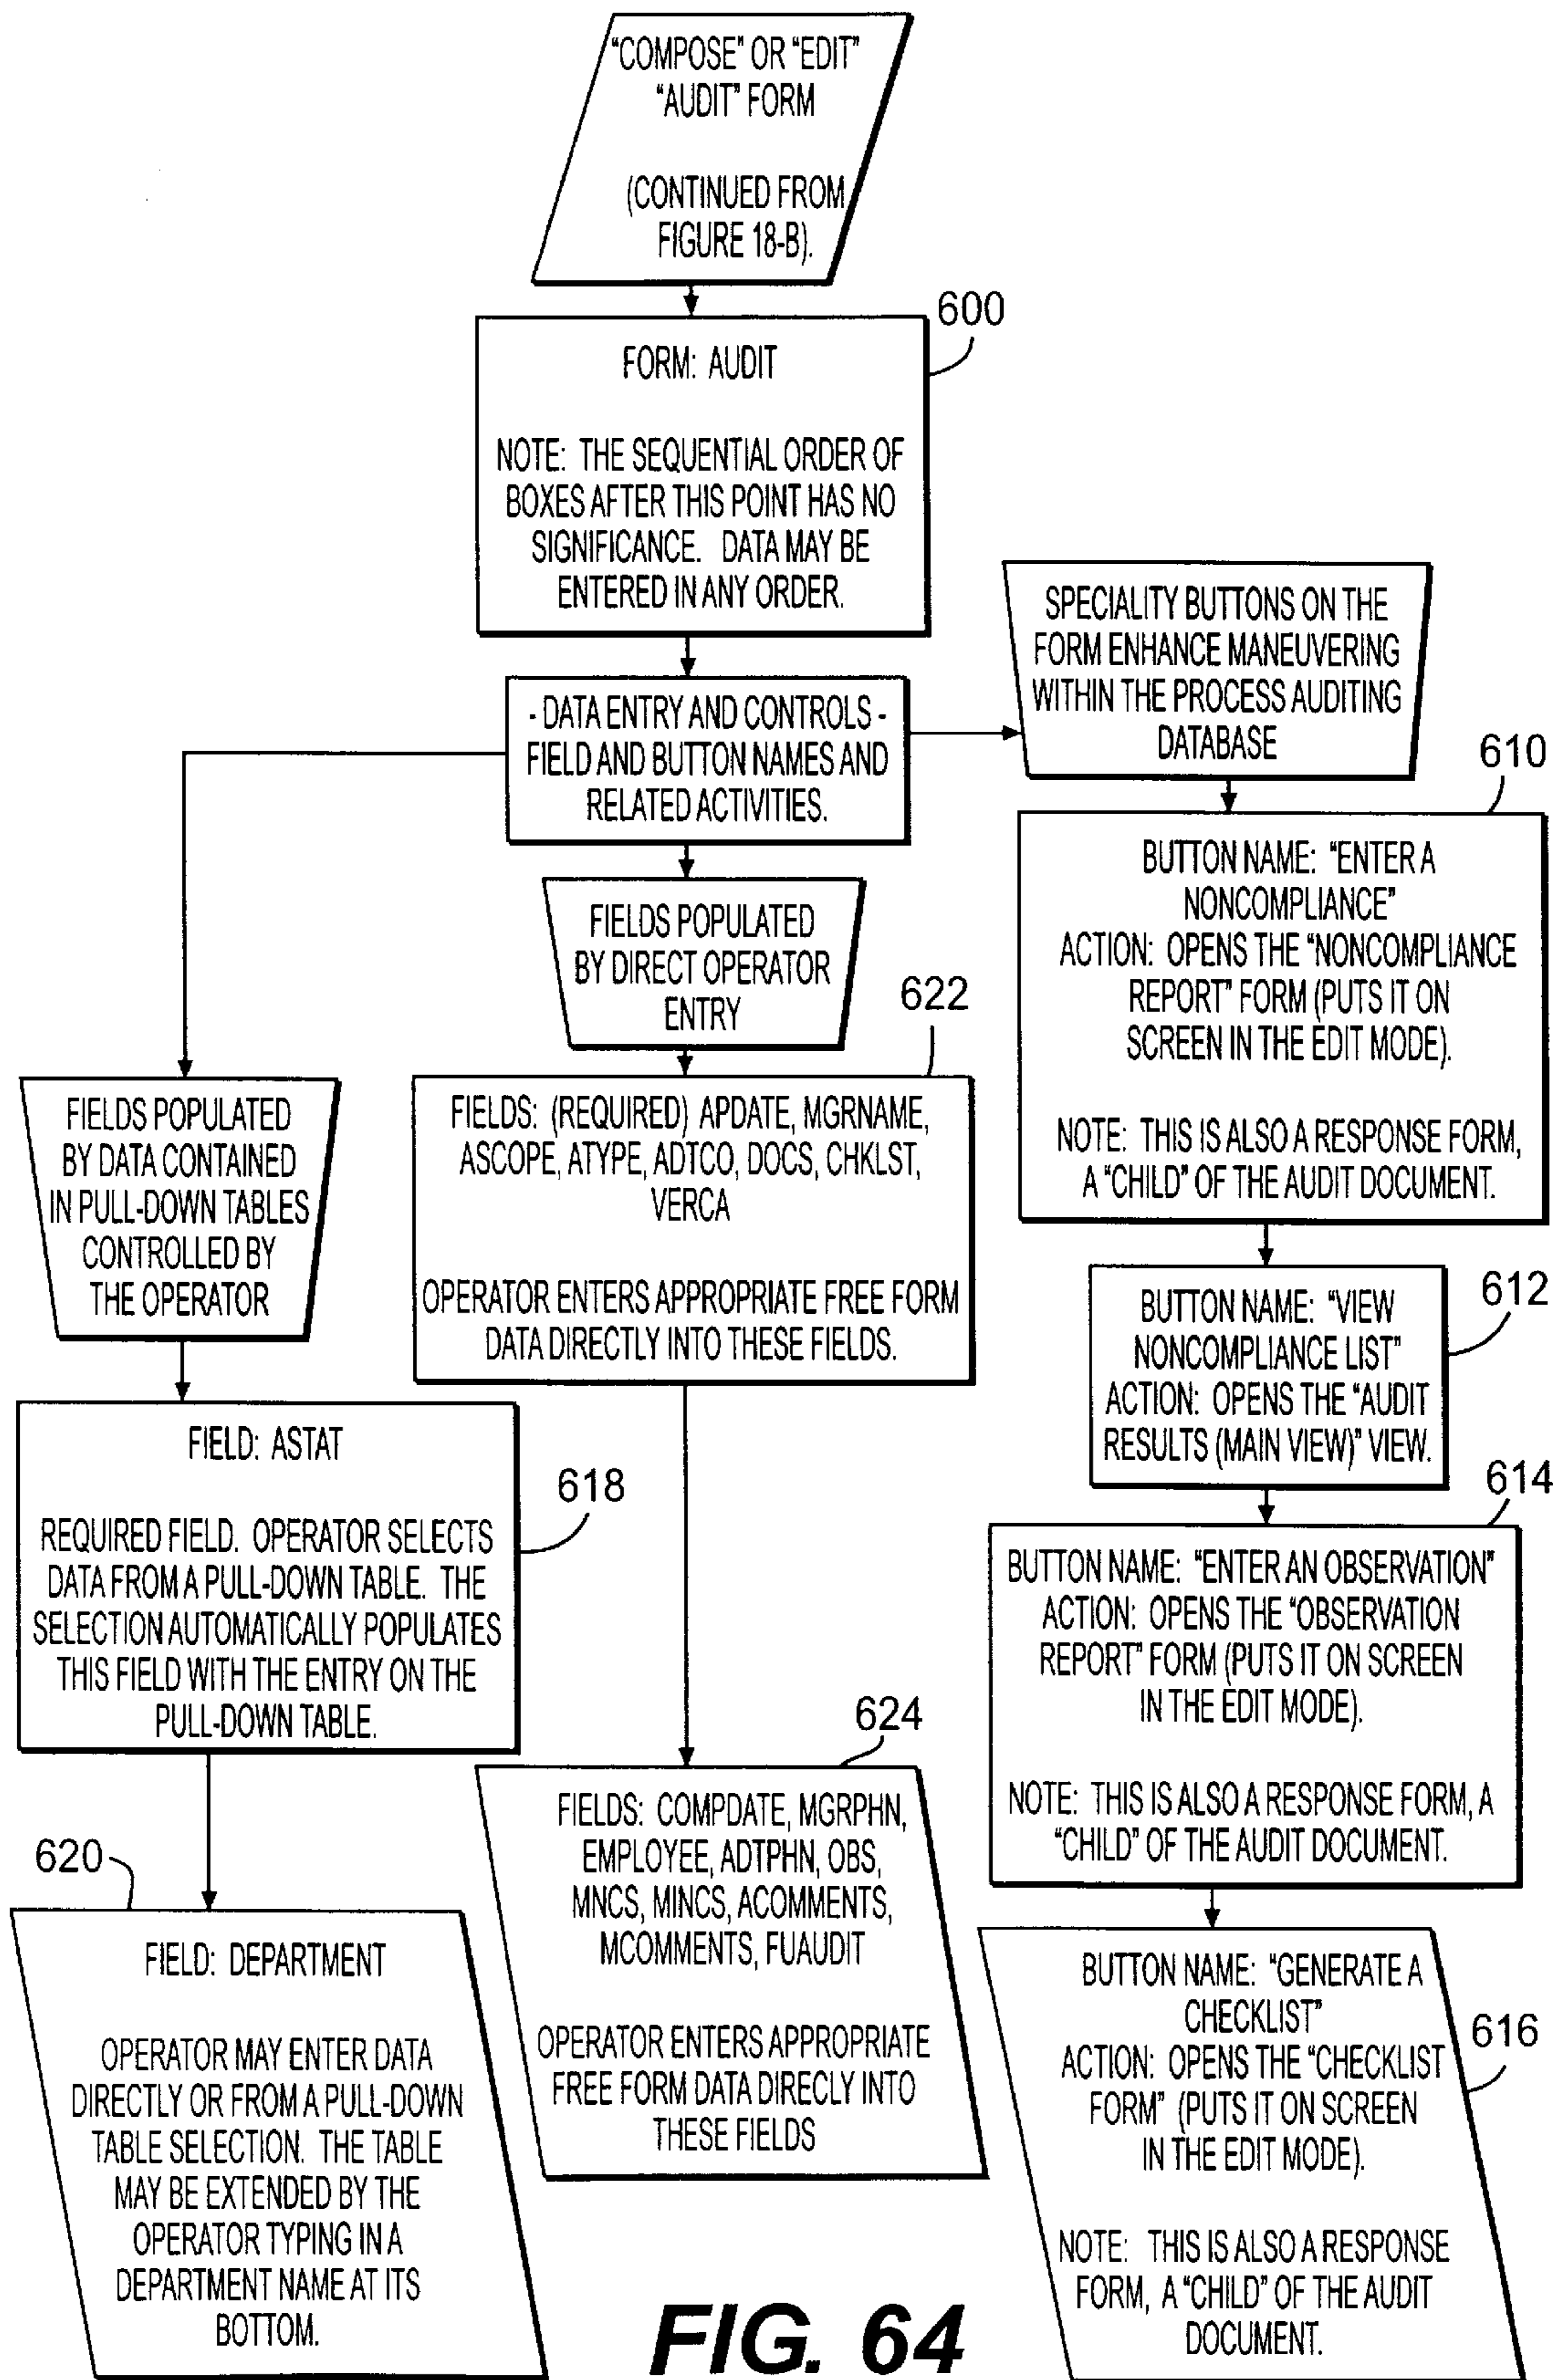 "COMPOSE" OR "EDIT"
"AUDIT" FORM
(CONTINUED FROM
FIGURE 18-B).
600
FORM: AUDIT
NOTE: THE SEQUENTIAL ORDER OF
BOXES AFTER THIS POINT HAS NO
SIGNIFICANCE. DATA MAY BE
ENTERED IN ANY ORDER.
- DATA ENTRY AND CONTROLS -
FIELD AND BUTTON NAMES AND
RELATED ACTIVITIES.
FIELDS POPULATED
BY DATA CONTAINED
IN PULL-DOWN TABLES
CONTROLLED BY
THE OPERATOR
FIELD: ASTAT
REQUIRED FIELD. OPERATOR SELECTS
DATA FROM A PULL-DOWN TABLE. THE
SELECTION AUTOMATICALLY POPULATES
THIS FIELD WITH THE ENTRY ON THE
PULL-DOWN TABLE.
618
620
FIELD: DEPARTMENT
OPERATOR MAY ENTER DATA
DIRECTLY OR FROM A PULL-DOWN
TABLE SELECTION. THE TABLE
MAY BE EXTENDED BY THE
OPERATOR TYPING IN A
DEPARTMENT NAME AT ITS
BOTTOM.
FIELDS POPULATED
BY DIRECT OPERATOR
ENTRY
622
FIELDS: (REQUIRED) APDATE, MGRNAME,
ASCOPE, ATYPE, ADTCO, DOCS, CHKLST,
VERCA
OPERATOR ENTERS APPROPRIATE FREE FORM
DATA DIRECTLY INTO THESE FIELDS.
624
FIELDS: COMPDATE, MGRPHN,
EMPLOYEE, ADTPHN, OBS,
MNCS, MINCS, ACOMMENTS,
MCOMMENTS, FUAUDIT
OPERATOR ENTERS APPROPRIATE
FREE FORM DATA DIRECLY INTO
THESE FIELDS
SPECIALITY BUTTONS ON THE
FORM ENHANCE MANEUVERING
WITHIN THE PROCESS AUDITING
DATABASE
610
BUTTON NAME: "ENTER A
NONCOMPLIANCE"
ACTION: OPENS THE "NONCOMPLIANCE
REPORT" FORM (PUTS IT ON
SCREEN IN THE EDIT MODE).
NOTE: THIS IS ALSO A RESPONSE FORM,
A "CHILD" OF THE AUDIT DOCUMENT.
612
BUTTON NAME: "VIEW
NONCOMPLIANCE LIST"
ACTION: OPENS THE "AUDIT
RESULTS (MAIN VIEW)" VIEW.
614
BUTTON NAME: "ENTER AN OBSERVATION"
ACTION: OPENS THE "OBSERVATION
REPORT" FORM (PUTS IT ON SCREEN
IN THE EDIT MODE).
NOTE: THIS IS ALSO A RESPONSE FORM, A
"CHILD" OF THE AUDIT DOCUMENT.
616
BUTTON NAME: "GENERATE A
CHECKLIST"
ACTION: OPENS THE "CHECKLIST
FORM" (PUTS IT ON SCREEN
IN THE EDIT MODE).
NOTE: THIS IS ALSO A RESPONSE
FORM, A "CHILD" OF THE AUDIT
DOCUMENT.
FIG. 64